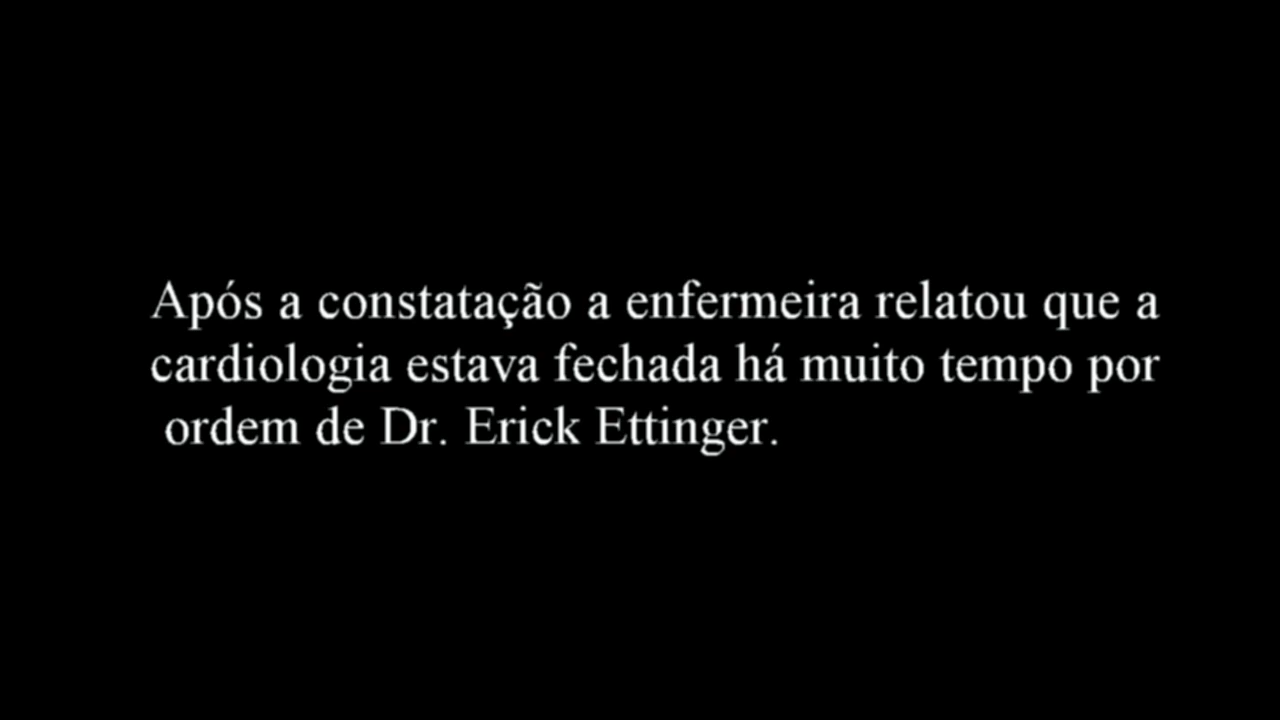 Após a constatação a enfermeira relatou que a
cardiologia estava fechada há muito tempo por
ordem de Dr. Erick Ettinger.